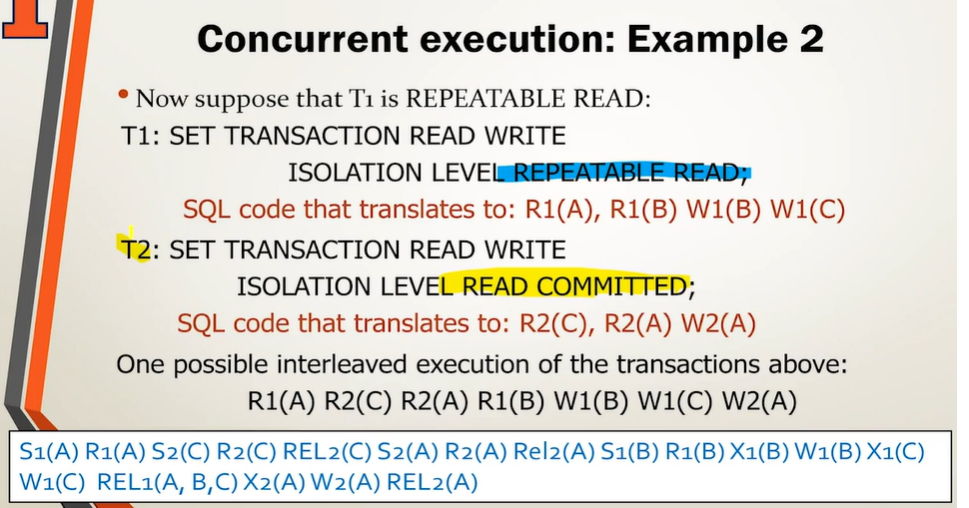 Concurrent execution: Example 2
• Now suppose that T1 is REPEATABLE READ:
T1: SET TRANSACTION READ WRITE
ISOLATION LEVEL REPEATABLE READ;
SQL code that translates to: R1(A), R1(B) W1(B) W1(C)
T2: SET TRANSACTION READ WRITE
ISOLATION LEVEL READ COMMITTED;
SQL code that translates to: R2(C), R2(A) W2(A)
One possible interleaved execution of the transactions above:
R1(A) R2(C) R2(A) R1(B) W1(B) W1(C) W2(A)
S1(A) R1(A) S2(C) R2(C) REL2(C) S2(A) R2(A) Rel2(A) S1(B) R1(B) X1(B) W1(B) X1(C)
W1(C) REL1(A, B,C) X2(A) W2(A) REL2(A)